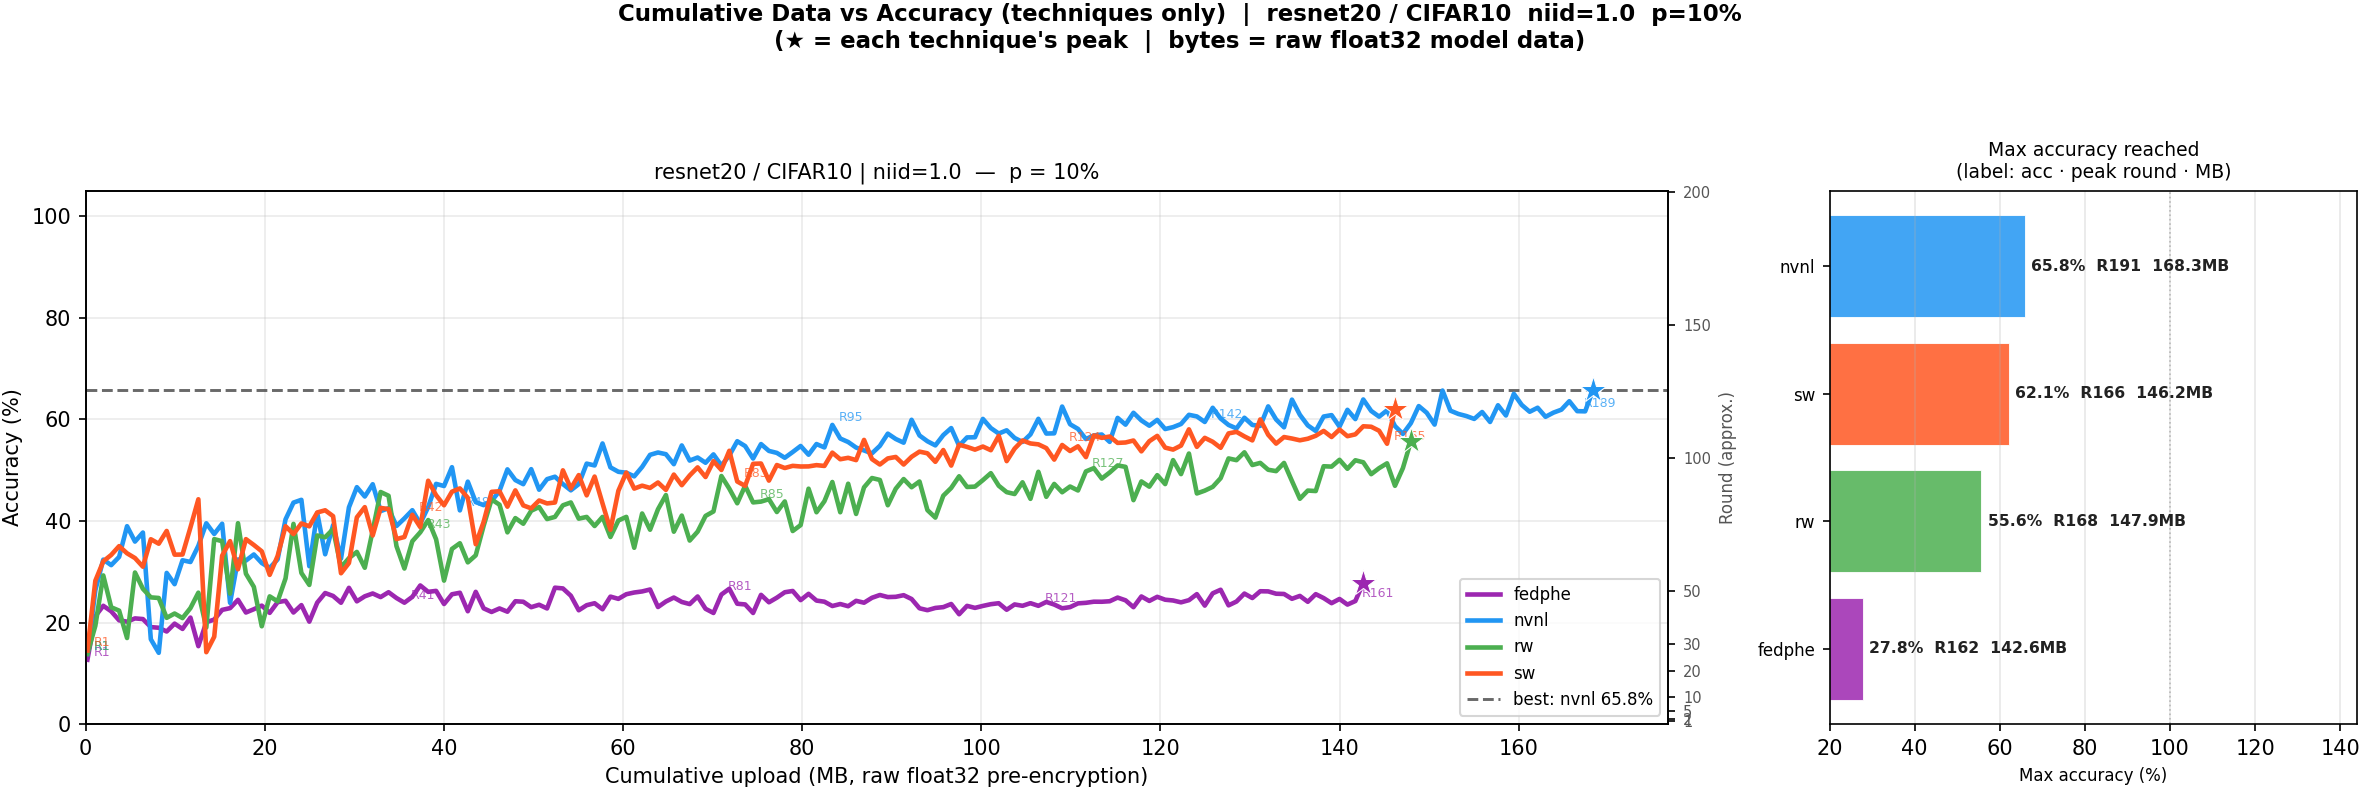 Cumulative Data vs Accuracy (techniques only)  |  resnet20 / CIFAR10  niid=1.0  p=10%
(★ = each technique's peak  |  bytes = raw float32 model data)
resnet20 / CIFAR10 | niid=1.0  —  p = 10%
Accuracy (%)
100
80
60
40
20
0
0 20 40 60 80 100 120 140 160
Cumulative upload (MB, raw float32 pre-encryption)
200
150
100
50
30
20
10
5
Round (approx.)
R95
R142
R189
R85
R127
R43
R42
R41
R81
R121
R161
R1
fedphe
nvnl
rw
sw
best: nvnl 65.8%
Max accuracy reached
(label: acc · peak round · MB)
nvnl
65.8%  R191  168.3MB
sw
62.1%  R166  146.2MB
rw
55.6%  R168  147.9MB
fedphe
27.8%  R162  142.6MB
20 40 60 80 100 120 140
Max accuracy (%)